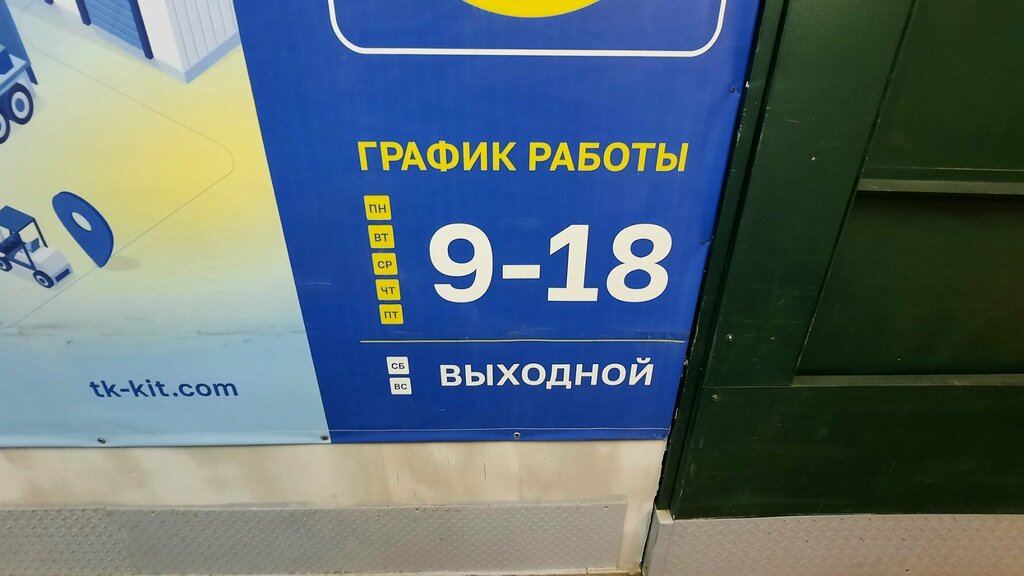 ГРАФИК РАБОТЫ
ПН
ВТ
СР
ЧТ
ПТ
9-18
СБ
ВС
ВЫХОДНОЙ
tk-kit.com